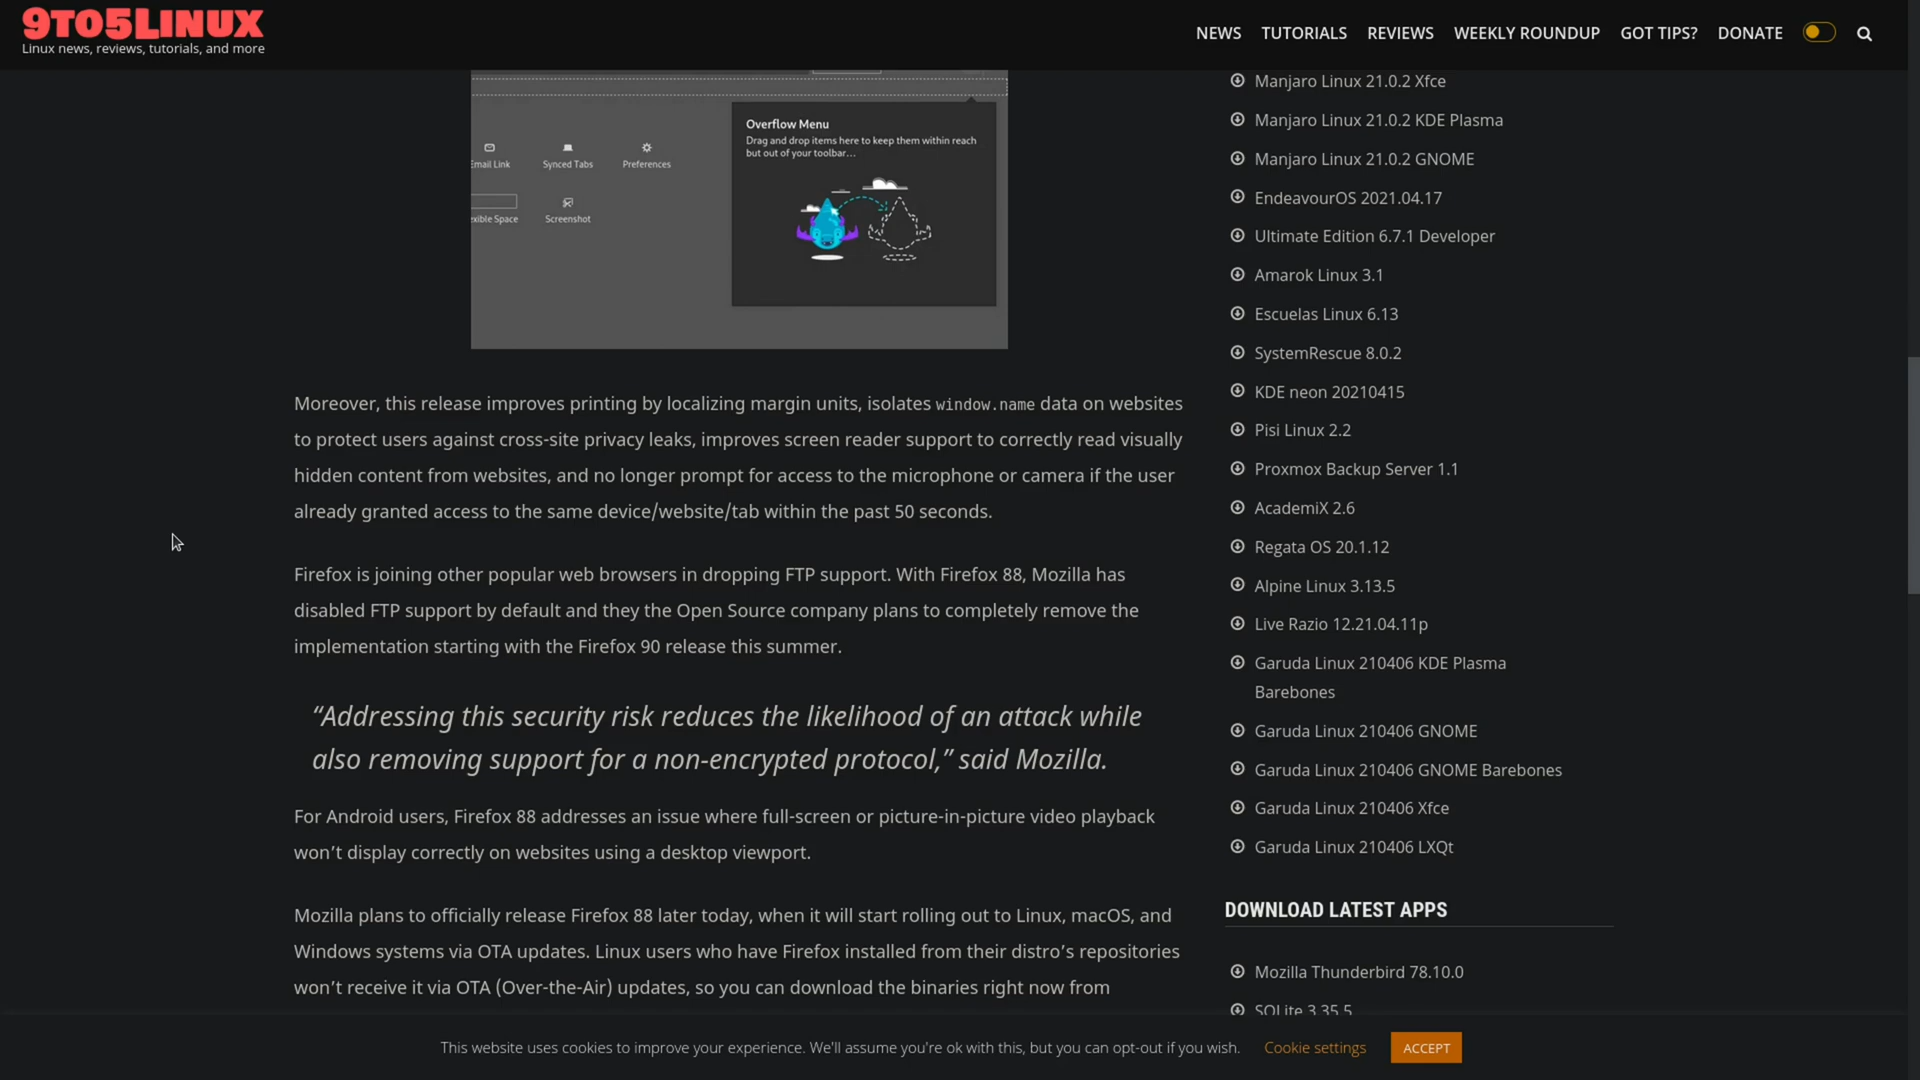 9TO5LINUX
Linux news, reviews, tutorials, and more
NEWS TUTORIALS REVIEWS WEEKLY ROUNDUP GOT TIPS? DONATE
Overflow Menu
Drag and drop items here to keep them within reach
but out of your toolbar...
Email Link Synced Tabs Preferences
Screenshot
Moreover, this release improves printing by localizing margin units, isolates window.name data on websites
to protect users against cross-site privacy leaks, improves screen reader support to correctly read visually
hidden content from websites, and no longer prompt for access to the microphone or camera if the user
already granted access to the same device/website/tab within the past 50 seconds.
Firefox is joining other popular web browsers in dropping FTP support. With Firefox 88, Mozilla has
disabled FTP support by default and they the Open Source company plans to completely remove the
implementation starting with the Firefox 90 release this summer.
“Addressing this security risk reduces the likelihood of an attack while
also removing support for a non-encrypted protocol,” said Mozilla.
For Android users, Firefox 88 addresses an issue where full-screen or picture-in-picture video playback
won’t display correctly on websites using a desktop viewport.
Mozilla plans to officially release Firefox 88 later today, when it will start rolling out to Linux, macOS, and
Windows systems via OTA updates. Linux users who have Firefox installed from their distro’s repositories
won’t receive it via OTA (Over-the-Air) updates, so you can download the binaries right now from
Manjaro Linux 21.0.2 Xfce
Manjaro Linux 21.0.2 KDE Plasma
Manjaro Linux 21.0.2 GNOME
EndeavourOS 2021.04.17
Ultimate Edition 6.7.1 Developer
Amarok Linux 3.1
Escuelas Linux 6.13
SystemRescue 8.0.2
KDE neon 20210415
Pisi Linux 2.2
Proxmox Backup Server 1.1
AcademiX 2.6
Regata OS 20.1.12
Alpine Linux 3.13.5
Live Razio 12.21.04.11p
Garuda Linux 210406 KDE Plasma
Barebones
Garuda Linux 210406 GNOME
Garuda Linux 210406 GNOME Barebones
Garuda Linux 210406 Xfce
Garuda Linux 210406 LXQt
DOWNLOAD LATEST APPS
Mozilla Thunderbird 78.10.0
SQLite 3.35.5
This website uses cookies to improve your experience. We'll assume you're ok with this, but you can opt-out if you wish. Cookie settings ACCEPT